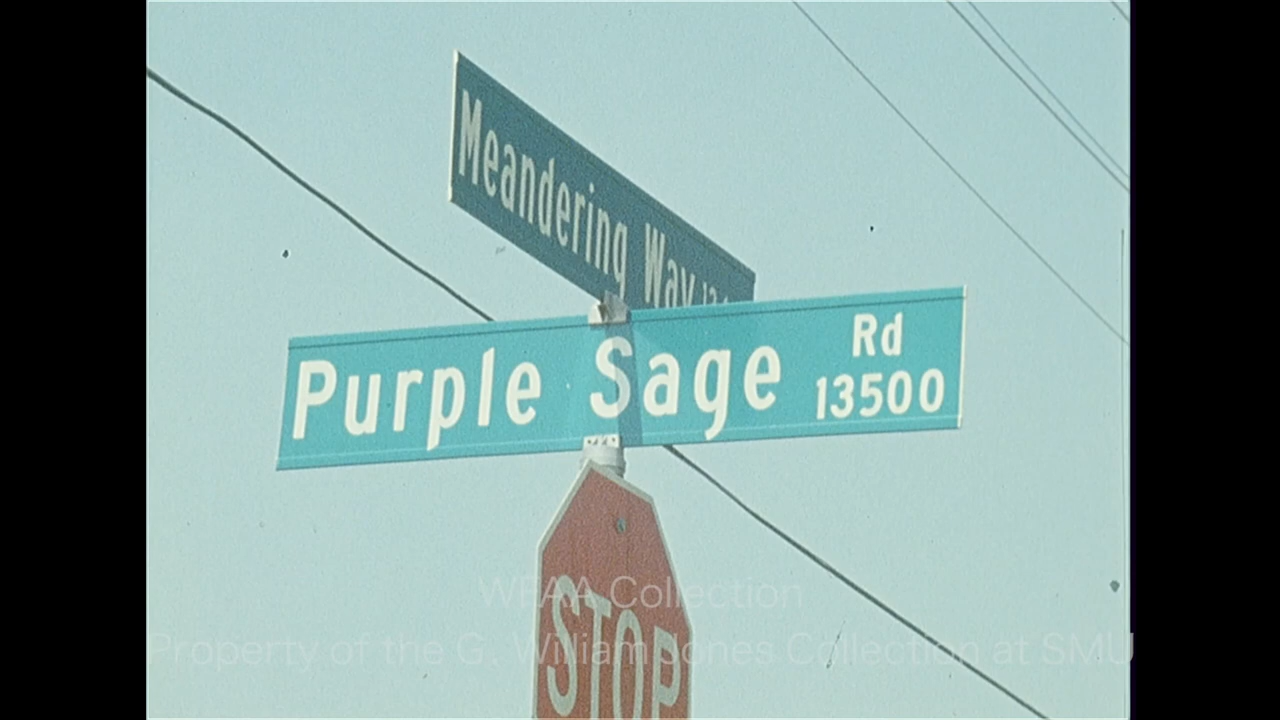 Meandering Way
Purple Sage Rd
13500
STOP
WFAA Collection
Property of the G. William Jones Collection at SMU